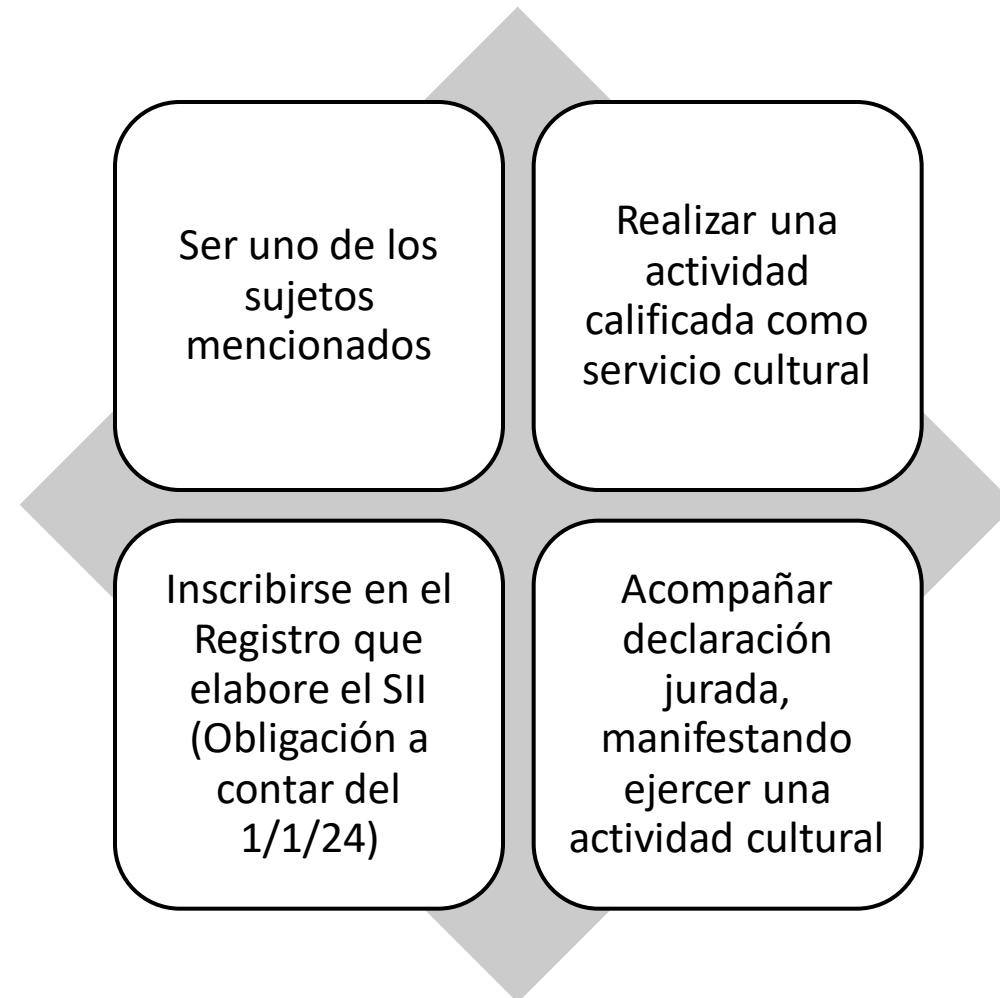 Ser uno de los
sujetos
mencionados
Realizar una
actividad
calificada como
servicio cultural
Inscribirse en el
Registro que
elabore el SII
(Obligación a
contar del
1/1/24)
Acompañar
declaración
jurada,
manifestando
ejercer una
actividad cultural